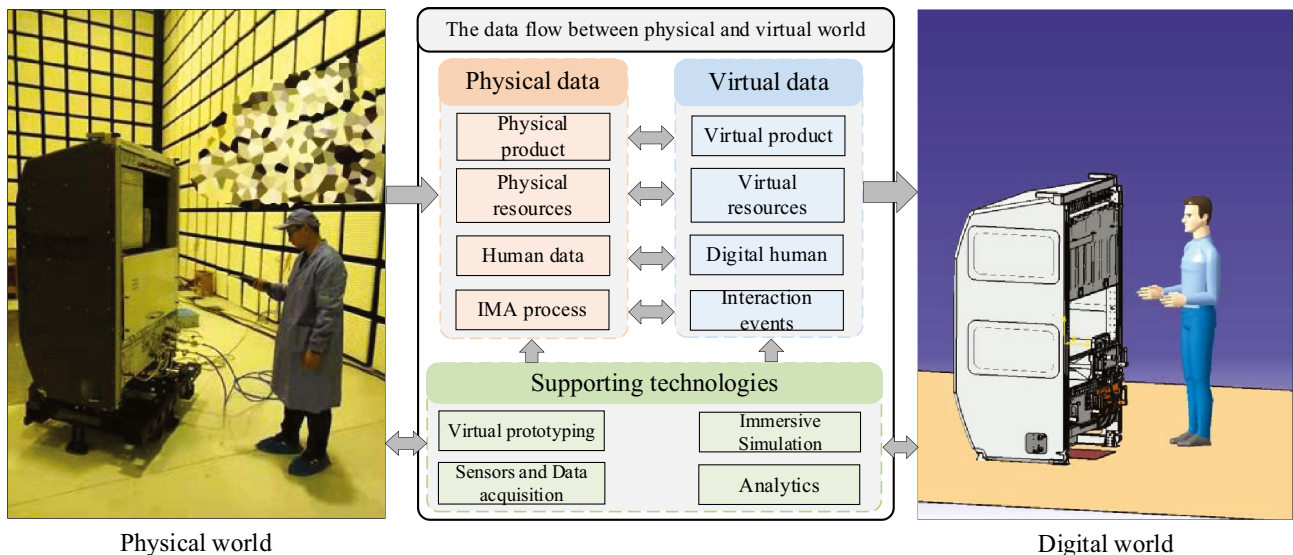 The data flow between physical and virtual world
Physical data
Virtual data
Physical
product
Virtual product
Physical
resources
Virtual
resources
Human data
Digital human
IMA process
Interaction
events
Supporting technologies
Virtual prototyping
Immersive
Simulation
Sensors and Data
acquisition
Analytics
Physical world
Digital world